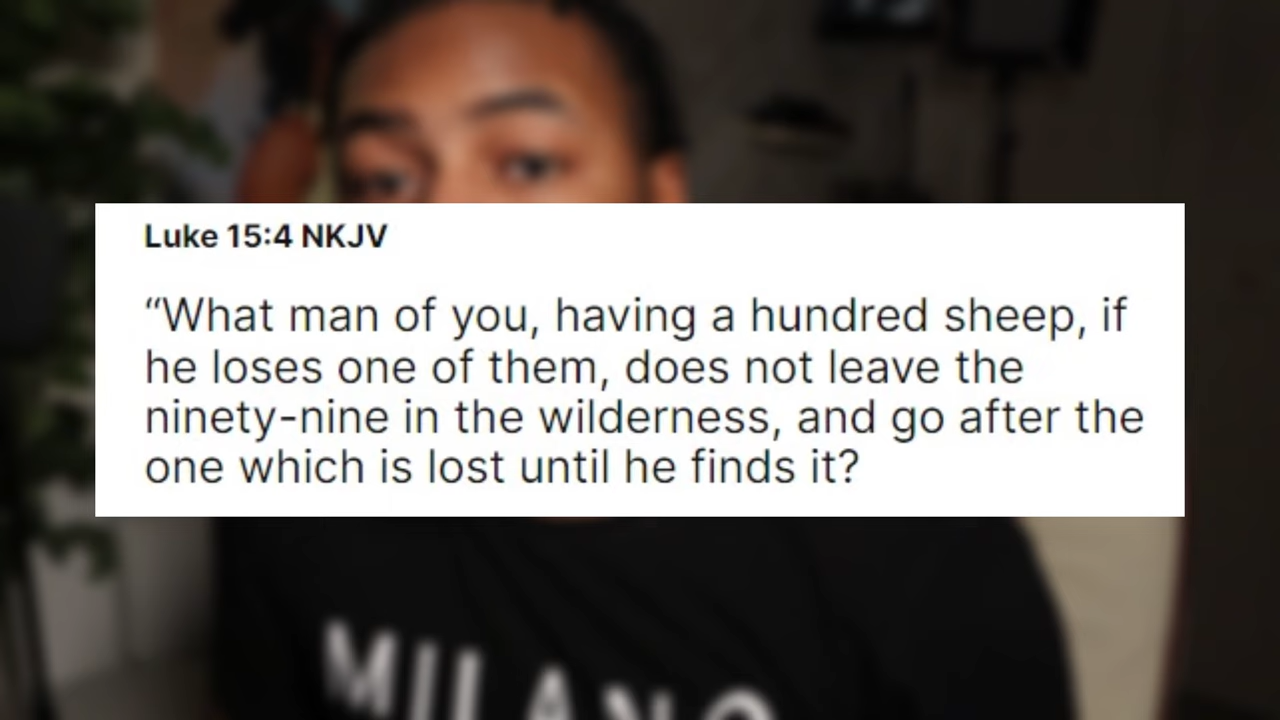 Luke 15:4 NKJV
“What man of you, having a hundred sheep, if
he loses one of them, does not leave the
ninety-nine in the wilderness, and go after the
one which is lost until he finds it?
MILANO